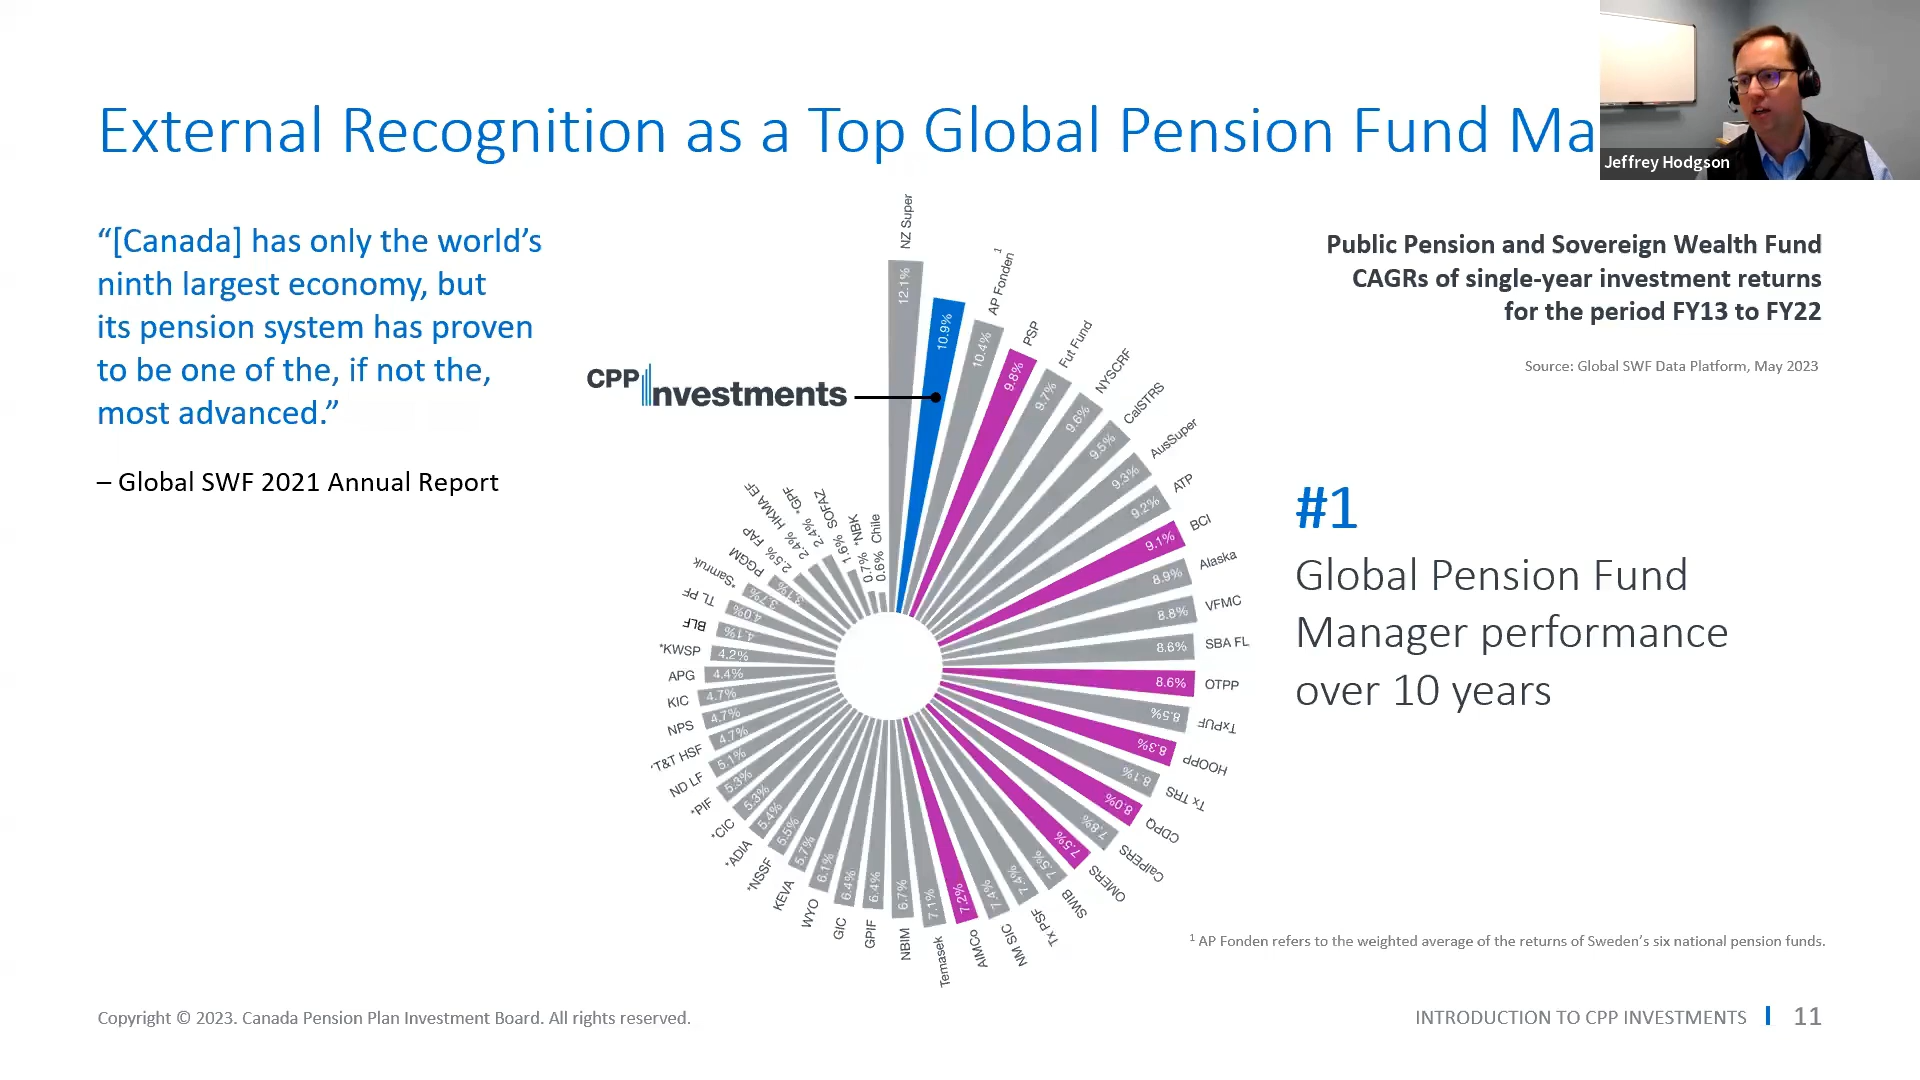 External Recognition as a Top Global Pension Fund Ma
Jeffrey Hodgson
“[Canada] has only the world’s
ninth largest economy, but
its pension system has proven
to be one of the, if not the,
most advanced.”
– Global SWF 2021 Annual Report
CPP Investments
Public Pension and Sovereign Wealth Fund
CAGRs of single-year investment returns
for the period FY13 to FY22
Source: Global SWF Data Platform, May 2023
#1
Global Pension Fund
Manager performance
over 10 years
NZ Super 12.1%
10.9%
AP Fonden 1 10.4%
PSP 9.8%
Fut Fund 9.7%
NYSCRF 9.6%
CalSTRS 9.5%
AusSuper 9.3%
ATP 9.2%
BCI 9.1%
Alaska 8.9%
VFMC 8.8%
SBA FL 8.6%
OTPP 8.6%
TxPUF 8.5%
HOOPP 8.3%
Tx TRS 8.1%
CDPQ 8.0%
CalPERS 7.8%
OMERS 7.5%
SWIB 7.5%
Tx PSF 7.4%
NM SIC 7.4%
AIMCo 7.2%
Temasek 7.1%
NBIM 6.7%
GPIF 6.4%
GIC 6.4%
WYO 6.1%
KEVA 5.7%
*NSSF 5.5%
*ADIA 5.4%
*CIC 5.3%
*PIF 5.3%
ND LF 5.1%
*T&T HSF 4.7%
NPS 4.7%
KIC 4.7%
APG 4.4%
*KWSP 4.2%
BLF 4.1%
TL PF 4.0%
*Samruk 3.7%
PGGM
FAP 2.5%
HKMA EF 2.4%
*GPF 2.4%
SOFAZ 1.6%
*NBK 0.7%
Chile 0.6%
1 AP Fonden refers to the weighted average of the returns of Sweden’s six national pension funds.
Copyright © 2023. Canada Pension Plan Investment Board. All rights reserved.
INTRODUCTION TO CPP INVESTMENTS 11